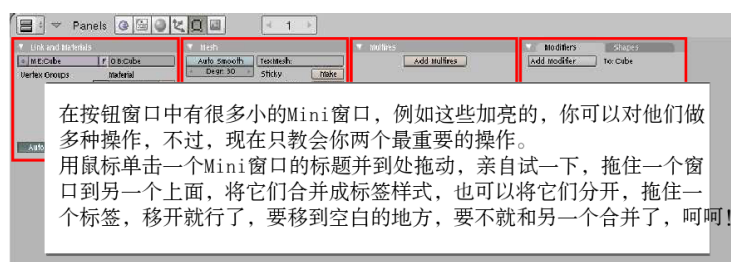 Panels
1
Link and Materials
Mesh
Multires
Modifiers
Shapes
ME:Cube
F
OB:Cube
Auto Smooth
TexMesh:
Add Multires
Add Modifier
To: Cube
Vertex Groups
Material
Degr: 30
Sticky
Make
Auto
在按钮窗口中有很多小的Mini窗口，例如这些加亮的，你可以对他们做
多种操作，不过，现在只教会你两个最重要的操作。
用鼠标单击一个Mini窗口的标题并到处拖动，亲自试一下，拖住一个窗
口到另一个上面，将它们合并成标签样式，也可以将它们分开，拖住一
个标签，移开就行了，要移到空白的地方，要不就和另一个合并了，呵呵！